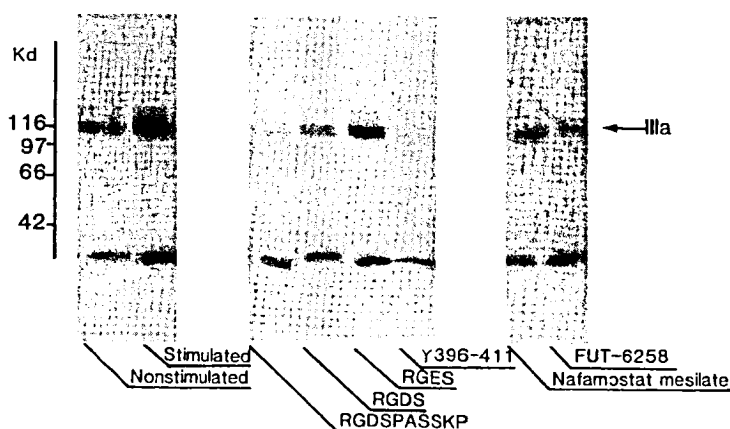 Kd
116
97
66
42
IIIa
Stimulated
Nonstimulated
Y396-411
RGES
RGDS
RGDSPASSKP
FUT-6258
Nafamostat mesilate